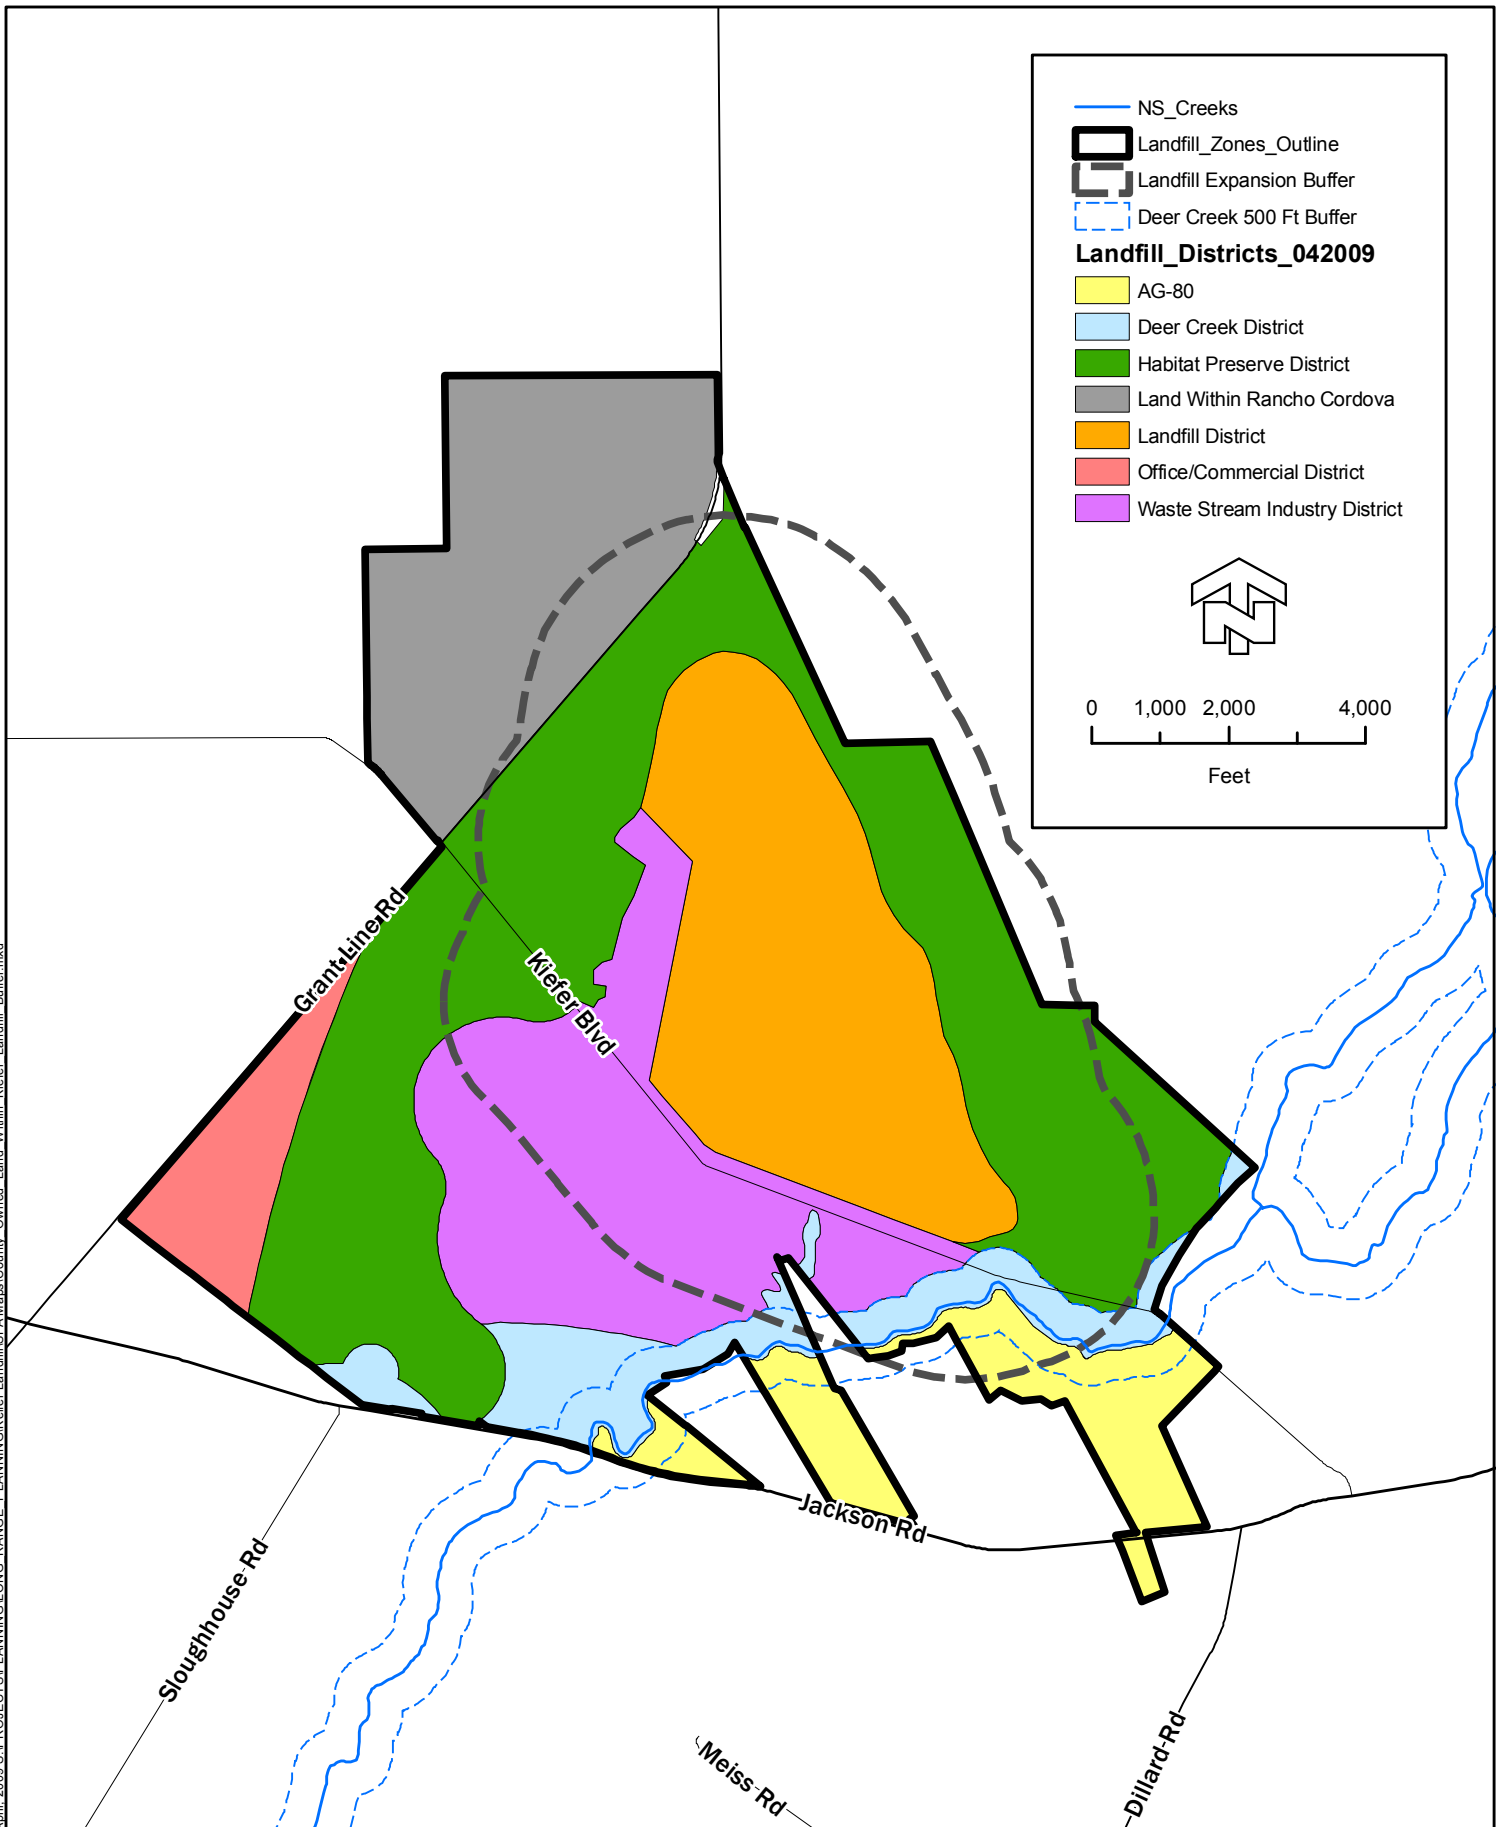 NS_Creeks
Landfill_Zones_Outline
Landfill Expansion Buffer
Deer Creek 500 Ft Buffer
Landfill_Districts_042009
AG-80
Deer Creek District
Habitat Preserve District
Land Within Rancho Cordova
Landfill District
Office/Commercial District
Waste Stream Industry District
N
0 1,000 2,000 4,000
Feet
Grant Line Rd
Kiefer Blvd
Jackson Rd
Sloughhouse Rd
Meiss Rd
Dillard Rd